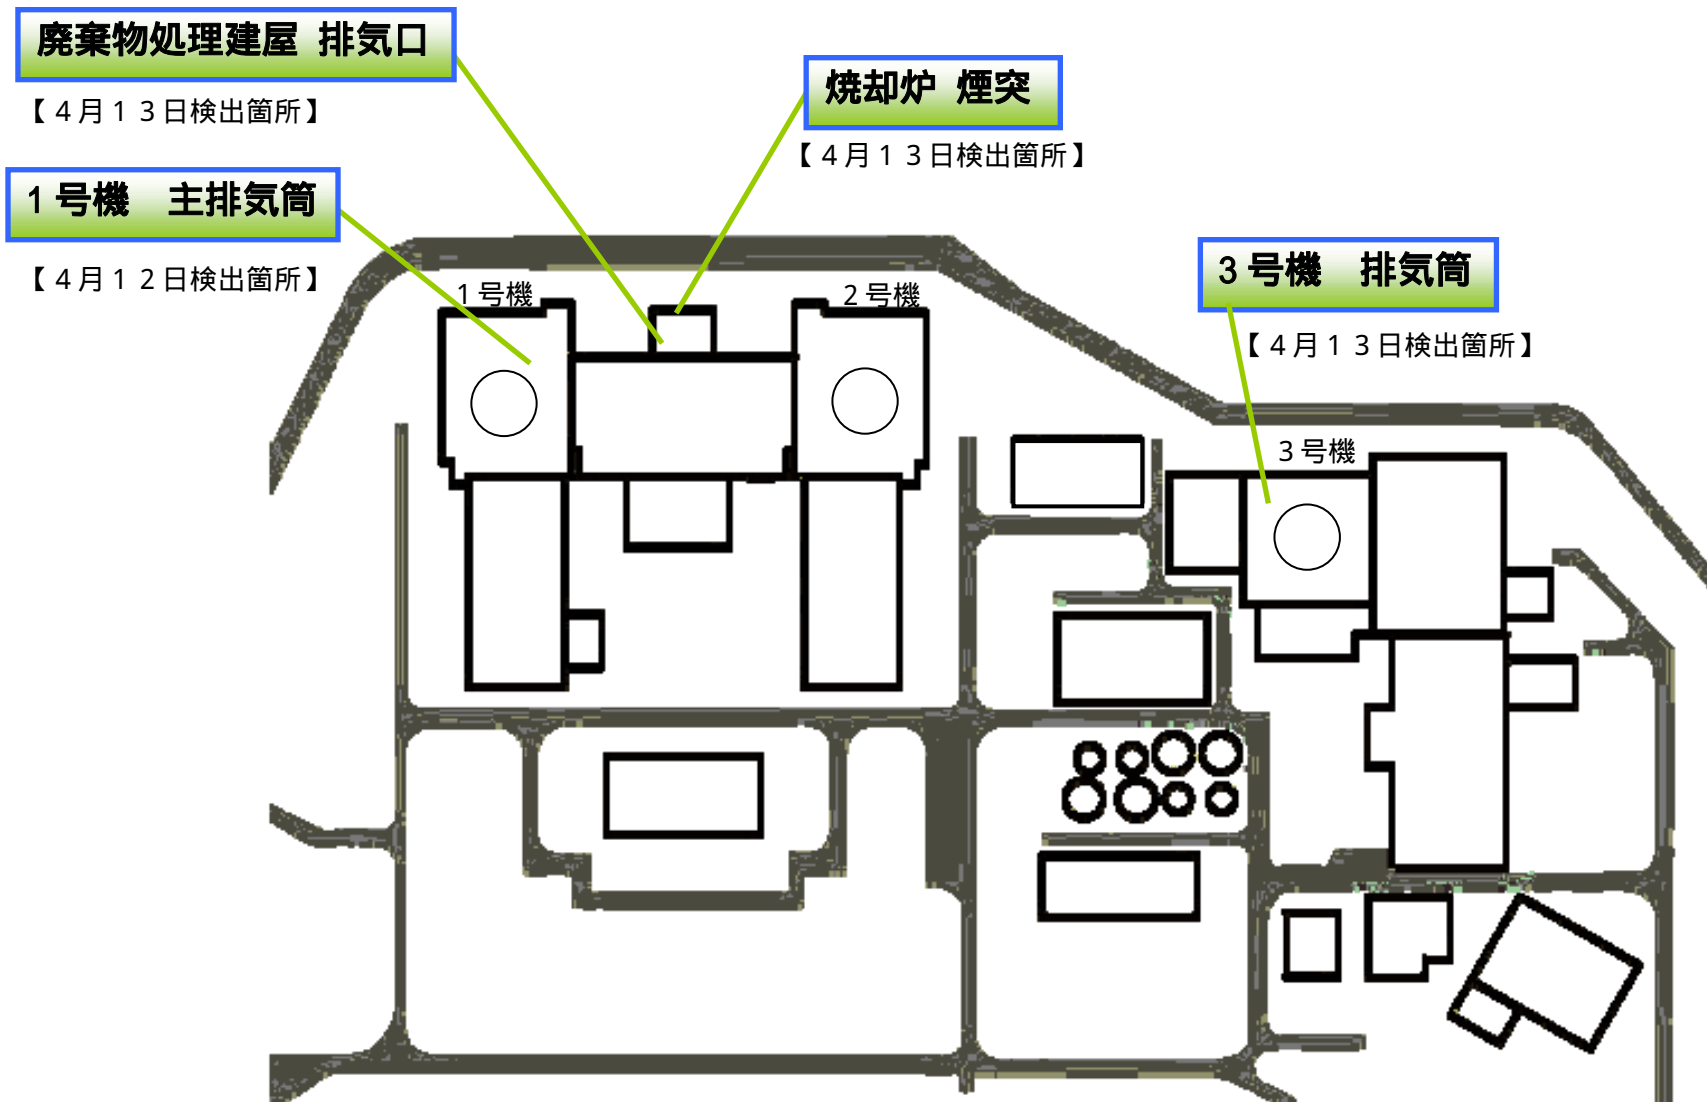 廃棄物処理建屋 排気口
【４月１３日検出箇所】
焼却炉 煙突
【４月１３日検出箇所】
１号機　主排気筒
【４月１２日検出箇所】
１号機
２号機
３号機　排気筒
【４月１３日検出箇所】
３号機